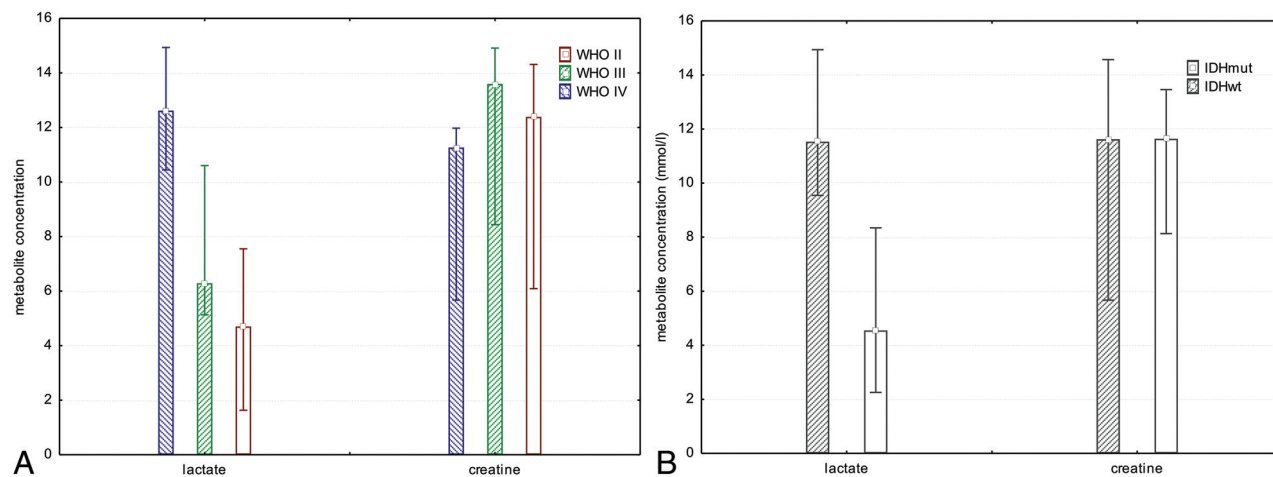 16
14
12
10
8
6
4
2
0
metabolite concentration
WHO II
WHO III
WHO IV
lactate
creatine
A
16
14
12
10
8
6
4
2
0
metabolite concentration (mmol/l)
IDHmut
IDHwt
lactate
creatine
B